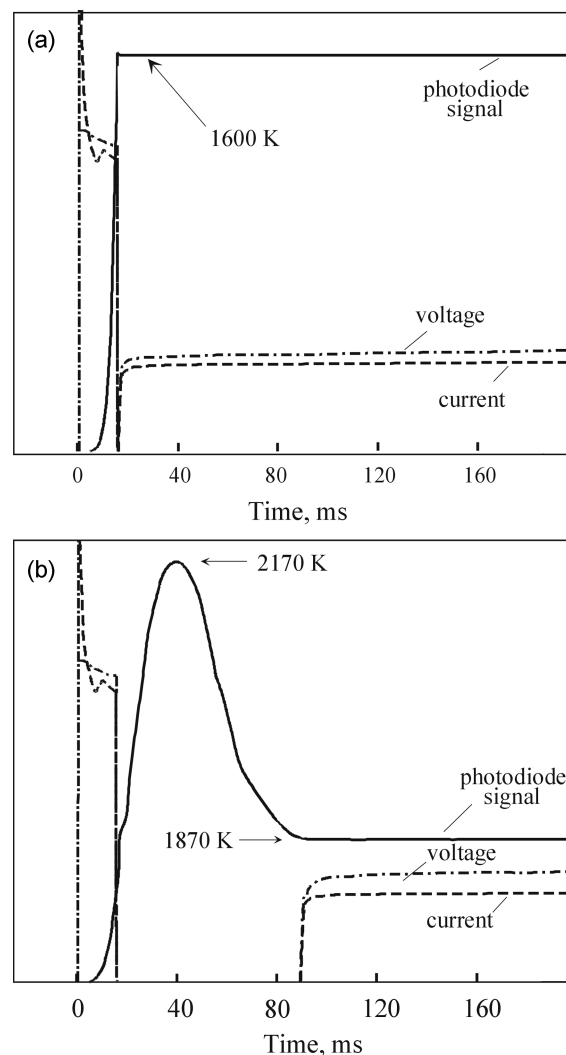 (a)
photodiode
signal
1600 K
voltage
current
0 40 80 120 160
Time, ms
(b)
2170 K
photodiode
signal
1870 K
voltage
current
0 40 80 120 160
Time, ms